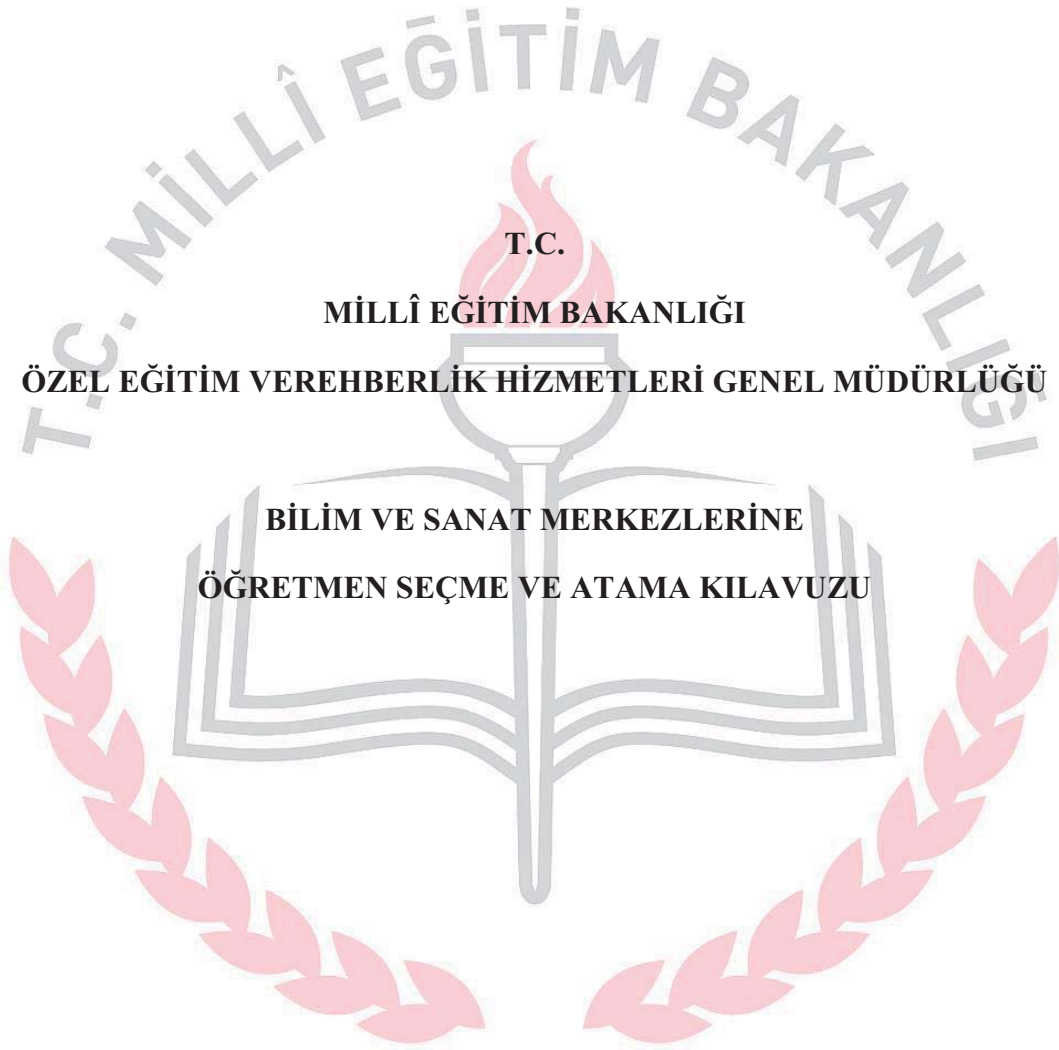 T.C. MİLLÎ EĞİTİM BAKANLIĞI
T.C.
MİLLÎ EĞİTİM BAKANLIĞI
ÖZEL EĞİTİM VEREHBERLİK HİZMETLERİ GENEL MÜDÜRLÜĞÜ
BİLİM VE SANAT MERKEZLERİNE
ÖĞRETMEN SEÇME VE ATAMA KILAVUZU